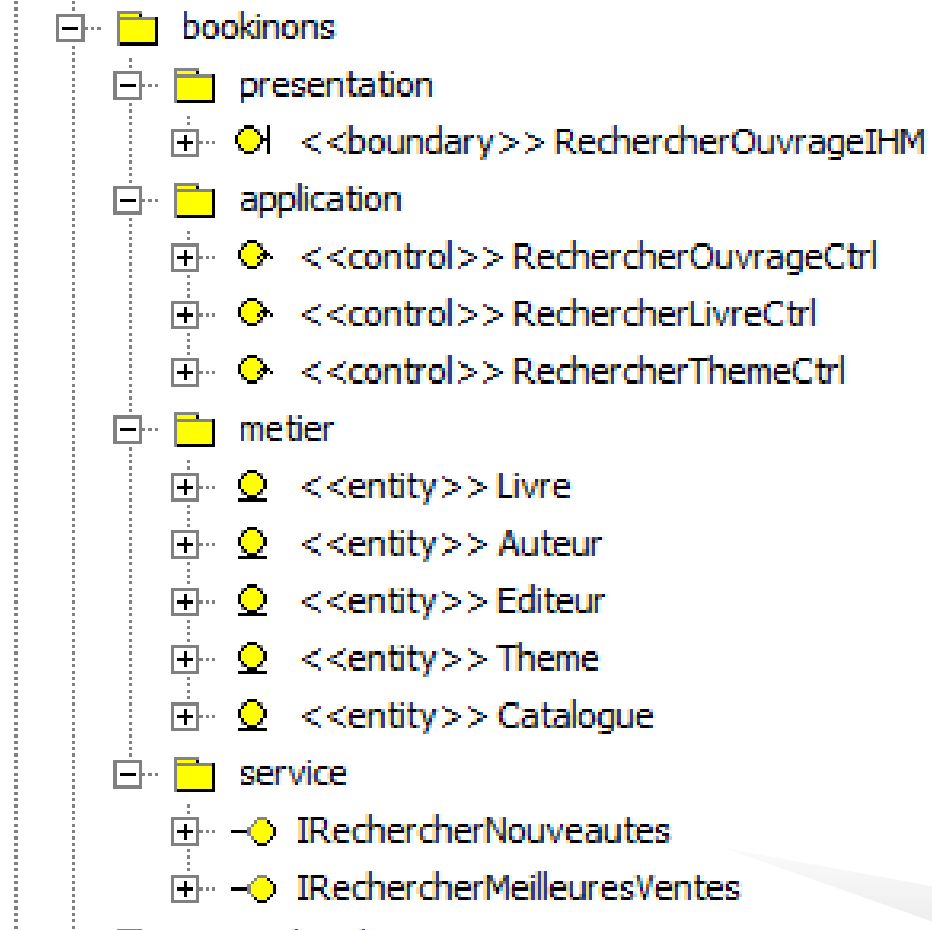 bookinons
presentation
<<boundary>> RechercherOuvrageIHM
application
<<control>> RechercherOuvrageCtrl
<<control>> RechercherLivreCtrl
<<control>> RechercherThemeCtrl
metier
<<entity>> Livre
<<entity>> Auteur
<<entity>> Editeur
<<entity>> Theme
<<entity>> Catalogue
service
IRechercherNouveautes
IRechercherMeilleuresVentes